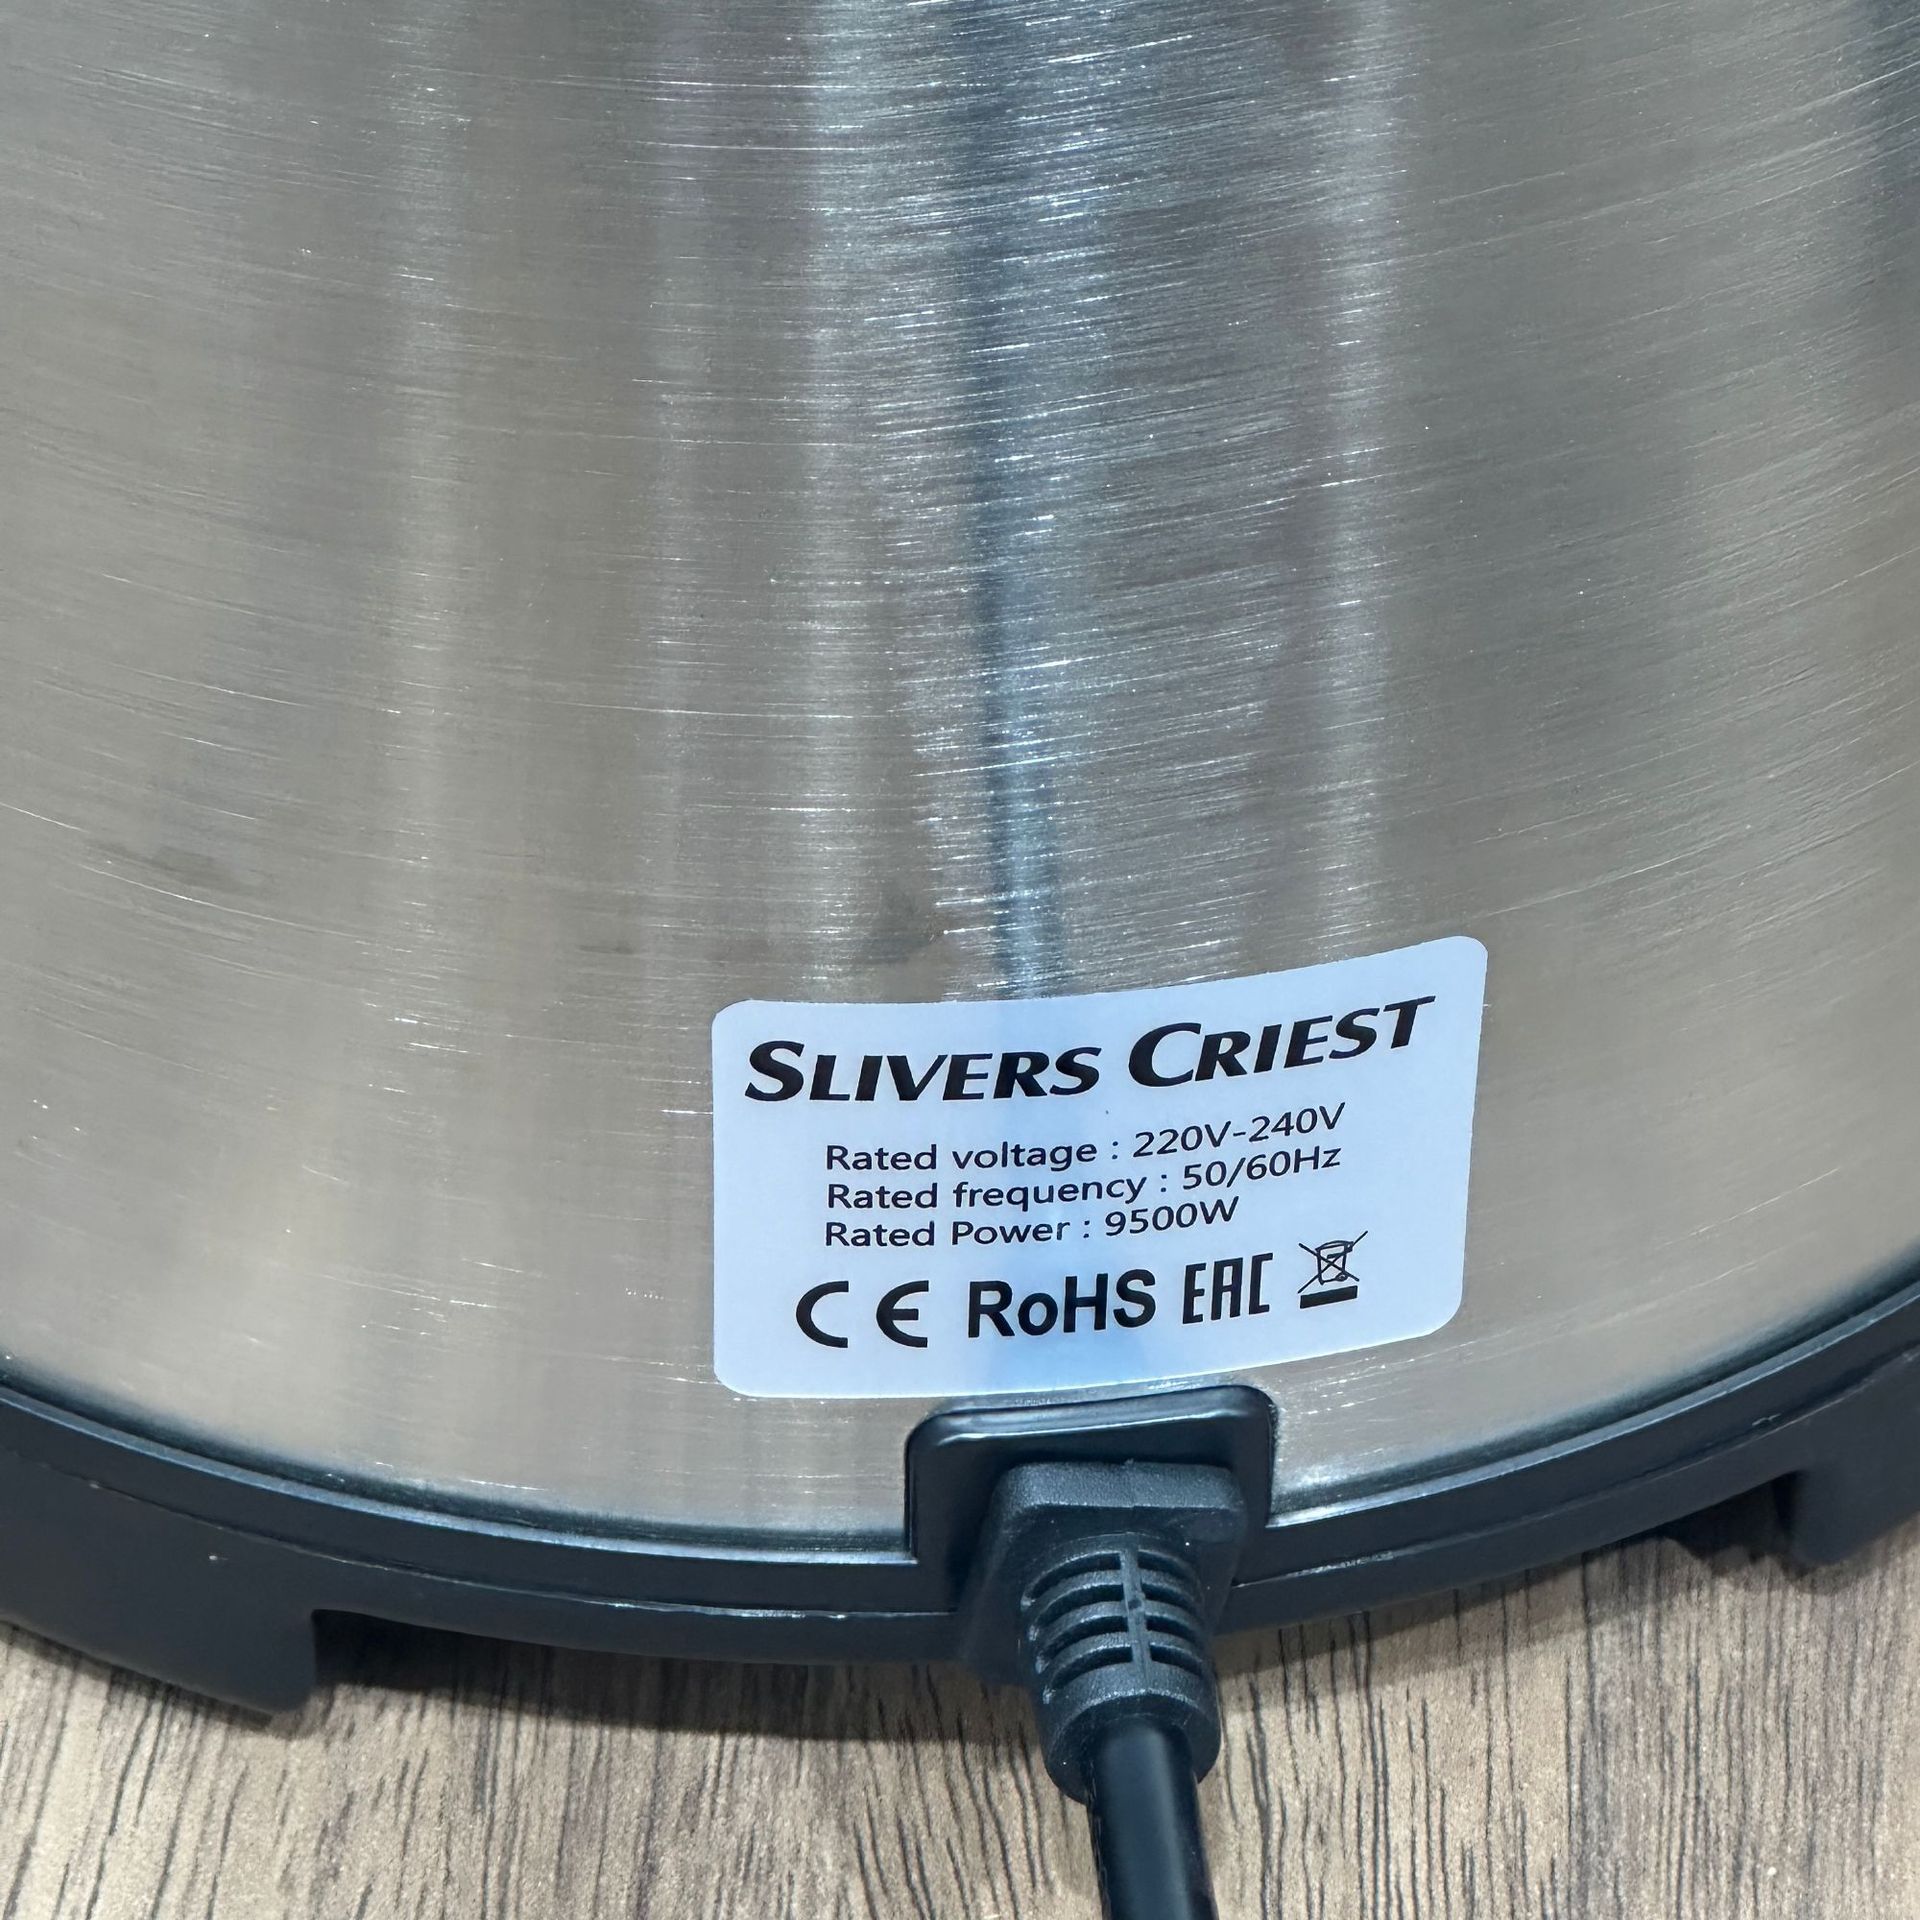 SLIVERS CRIEST
Rated voltage : 220V-240V
Rated frequency : 50/60Hz
Rated Power : 9500W
CE RoHS EAC